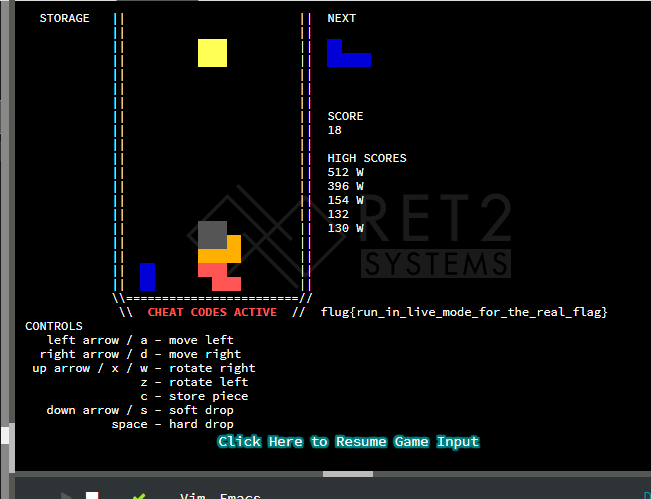 STORAGE || || NEXT
SCORE
18
HIGH SCORES
512 W
396 W
154 W
132
130 W
RET2
SYSTEMS
\\========================//
\\ CHEAT CODES ACTIVE // flug{run_in_live_mode_for_the_real_flag}
CONTROLS
left arrow / a - move left
right arrow / d - move right
up arrow / x / w - rotate right
z - rotate left
c - store piece
down arrow / s - soft drop
space - hard drop
Click Here to Resume Game Input
Vim Emacs